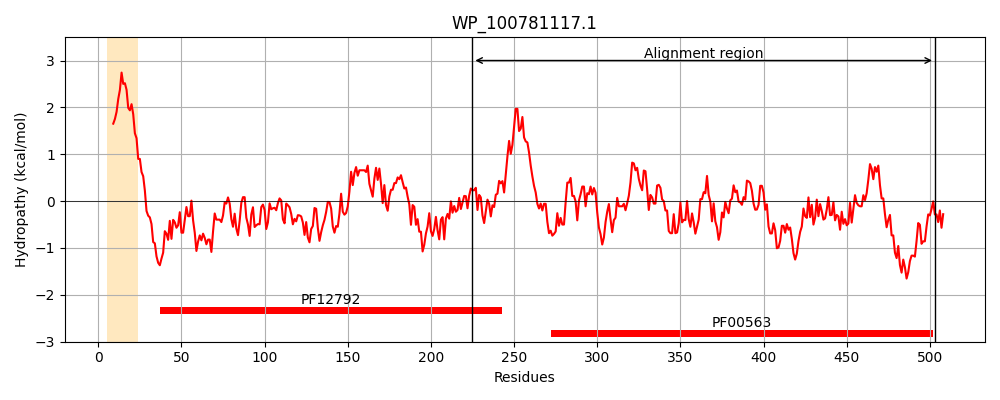 WP_100781117.1
Alignment region
PF12792
PF00563
3
2
1
0
−1
−2
−3
Hydropathy (kcal/mol)
0 50 100 150 200 250 300 350 400 450 500
Residues